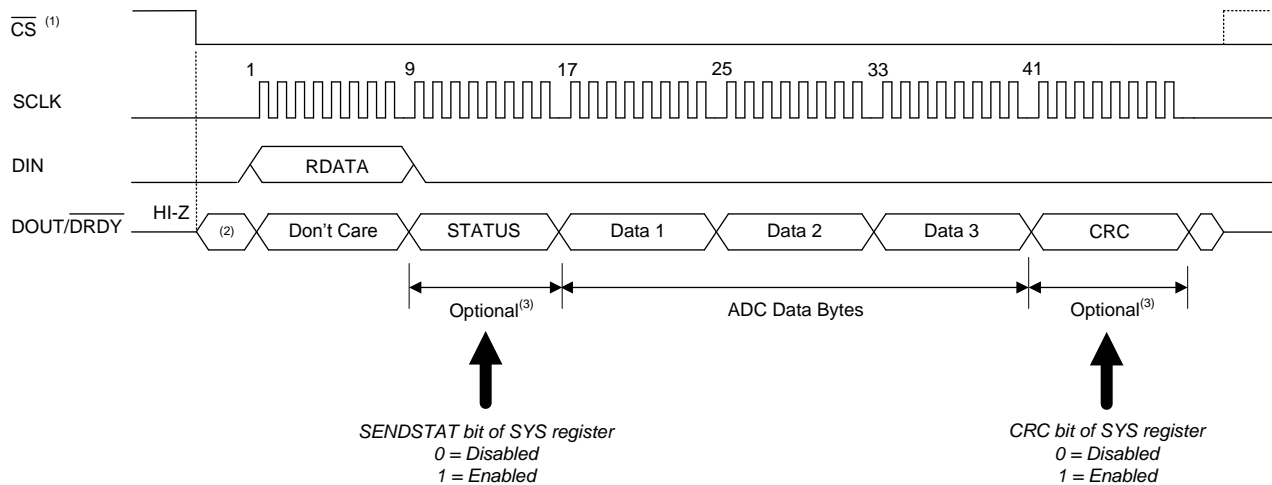 CS (1)
1 9 17 25 33 41
SCLK
DIN RDATA
HI-Z
DOUT/DRDY (2) Don't Care STATUS Data 1 Data 2 Data 3 CRC
Optional(3) ADC Data Bytes Optional(3)
SENDSTAT bit of SYS register
0 = Disabled
1 = Enabled
CRC bit of SYS register
0 = Disabled
1 = Enabled